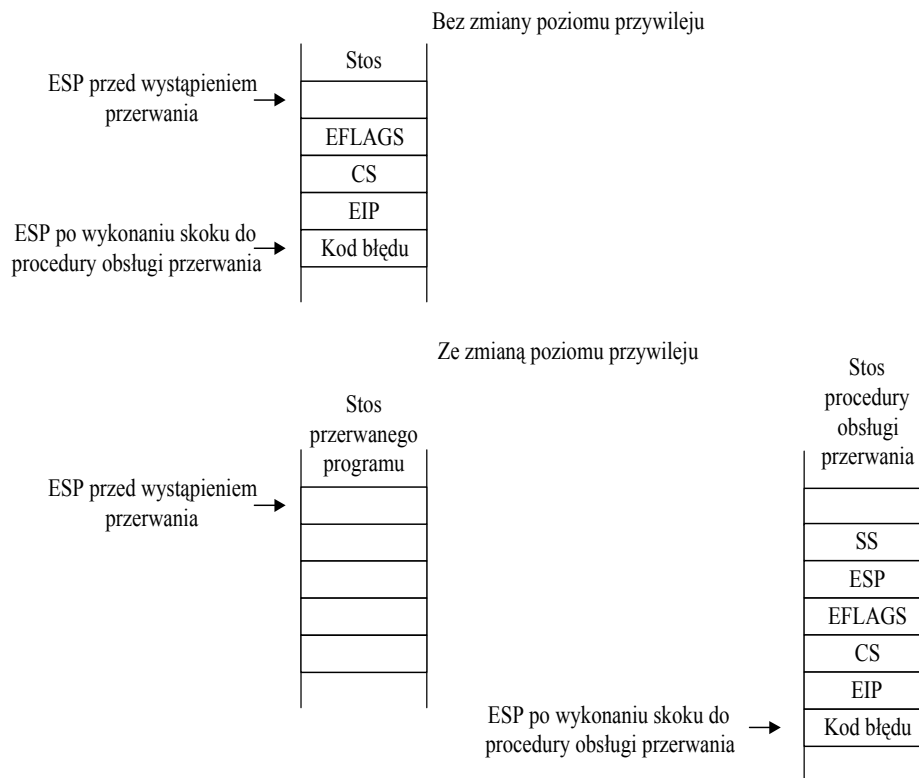 Bez zmiany poziomu przywileju
Stos
ESP przed wystąpieniem
przerwania
EFLAGS
CS
EIP
ESP po wykonaniu skoku do
procedury obsługi przerwania
Kod błędu
Ze zmianą poziomu przywileju
Stos
przerwanego
programu
Stos
procedury
obsługi
przerwania
ESP przed wystąpieniem
przerwania
SS
ESP
EFLAGS
CS
EIP
ESP po wykonaniu skoku do
procedury obsługi przerwania
Kod błędu